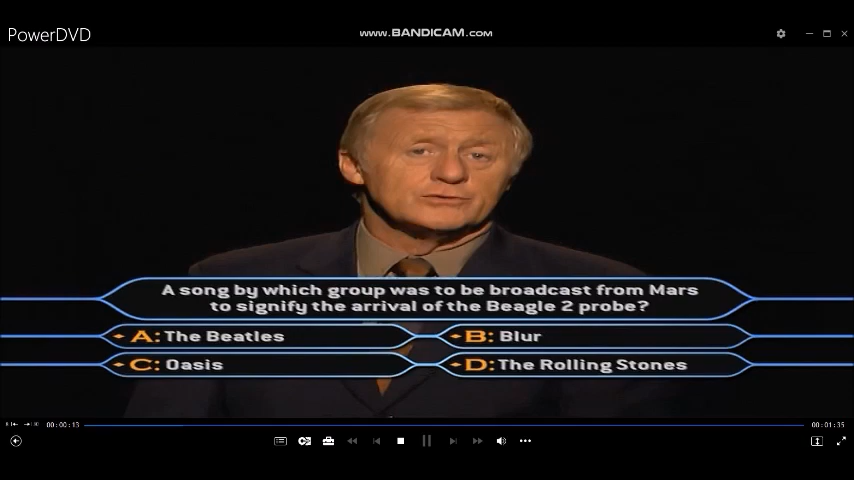 PowerDVD
www.BANDICAM.com
A song by which group was to be broadcast from Mars
to signify the arrival of the Beagle 2 probe?
A: The Beatles
B: Blur
C: Oasis
D: The Rolling Stones
00:00:13
00:01:35